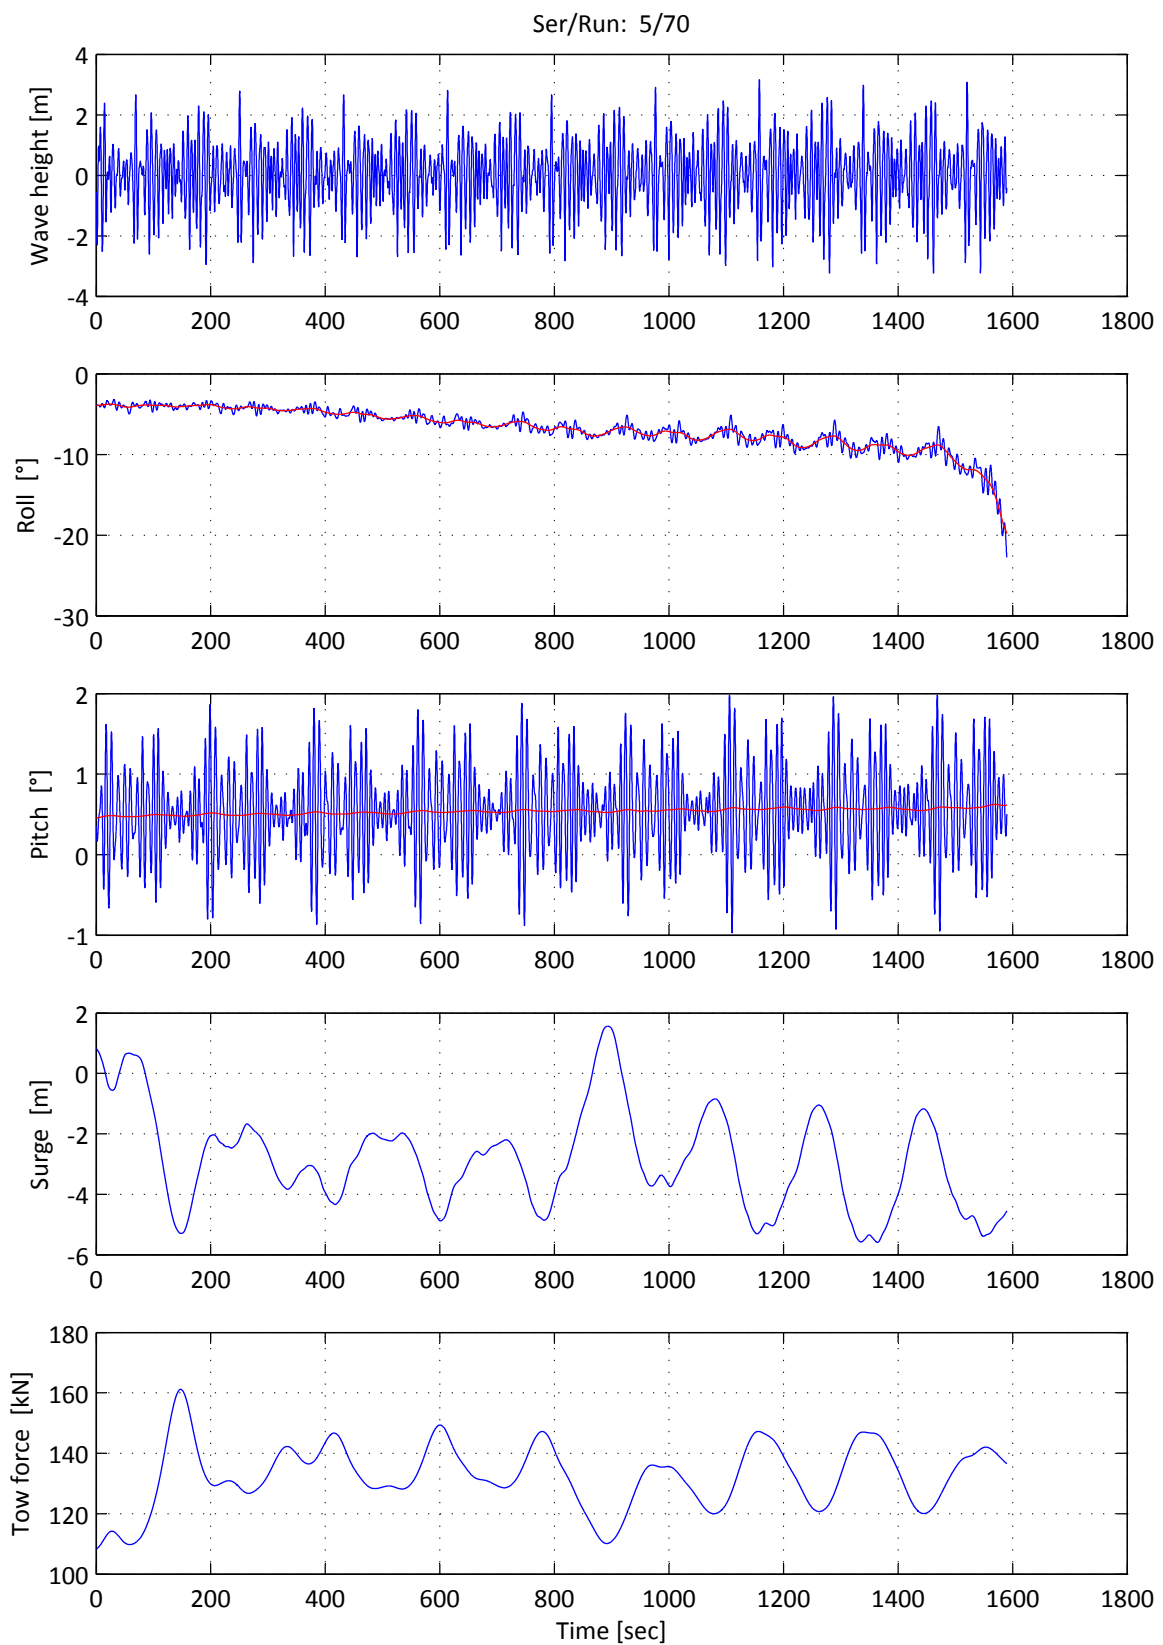 Ser/Run: 5/70
4
2
0
-2
-4
Wave height [m]
0 200 400 600 800 1000 1200 1400 1600 1800
0
-10
-20
-30
Roll [°]
0 200 400 600 800 1000 1200 1400 1600 1800
2
1
0
-1
Pitch [°]
0 200 400 600 800 1000 1200 1400 1600 1800
2
0
-2
-4
-6
Surge [m]
0 200 400 600 800 1000 1200 1400 1600 1800
180
160
140
120
100
Tow force [kN]
0 200 400 600 800 1000 1200 1400 1600 1800
Time [sec]